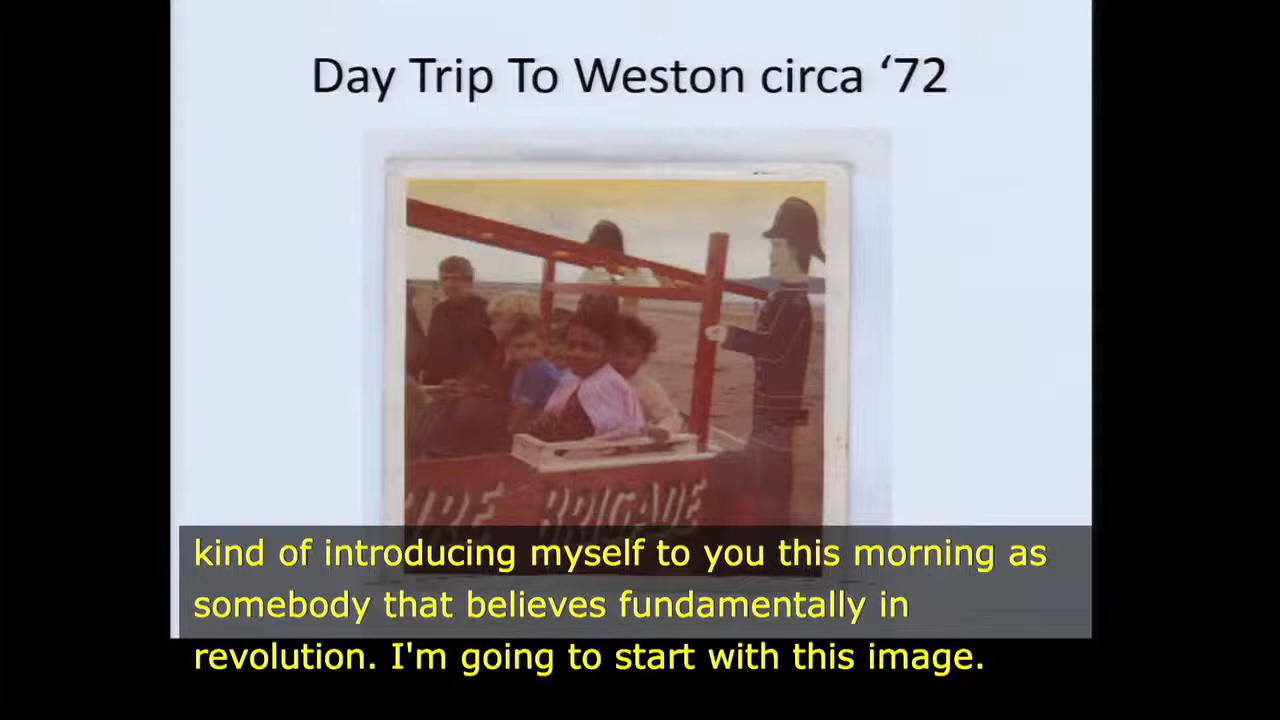 Day Trip To Weston circa ‘72
FIRE BRIGADE
kind of introducing myself to you this morning as
somebody that believes fundamentally in
revolution. I'm going to start with this image.